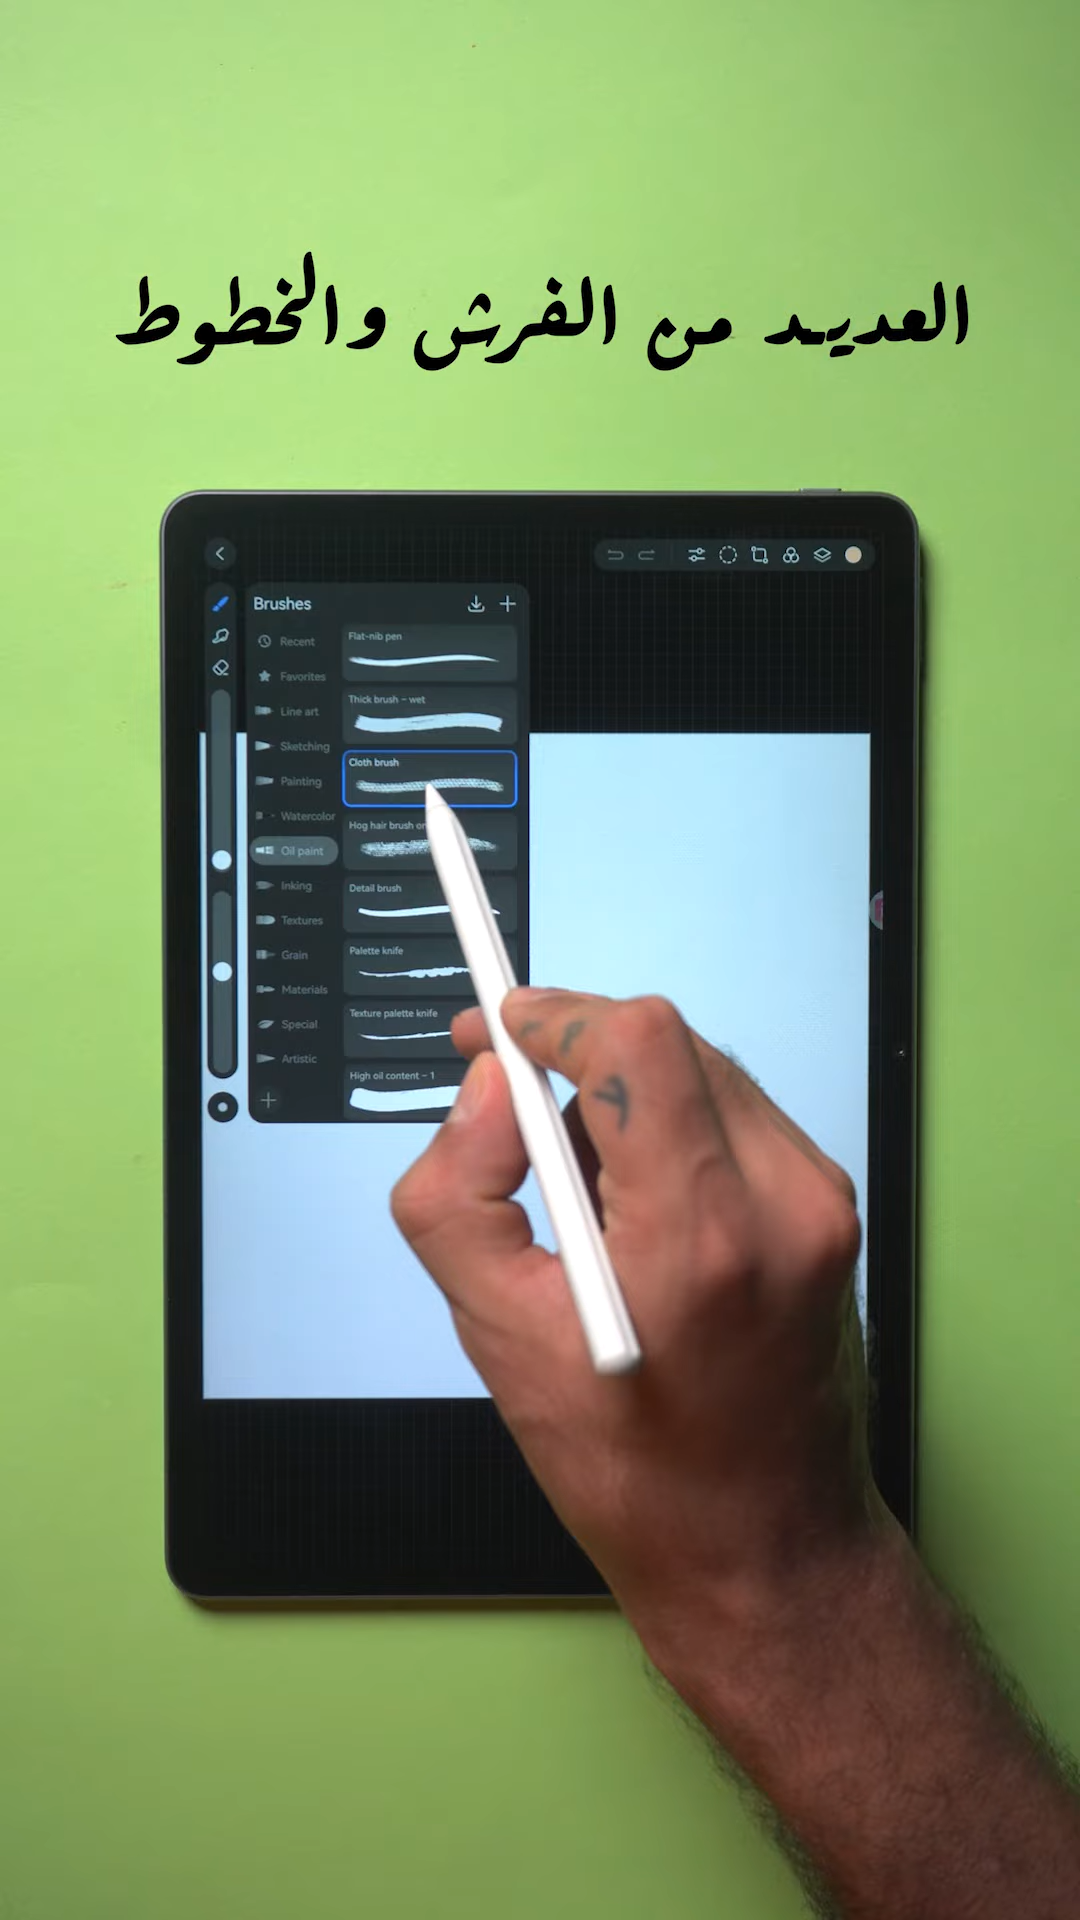 العديد من الفرش والخطوط
Brushes
Recent
Favorites
Line art
Sketching
Painting
Watercolor
Oil paint
Inking
Textures
Grain
Materials
Special
Artistic
Flat-nib pen
Thick brush – wet
Cloth brush
Hog hair brush
Detail brush
Palette knife
Texture palette knife
High oil content – 1